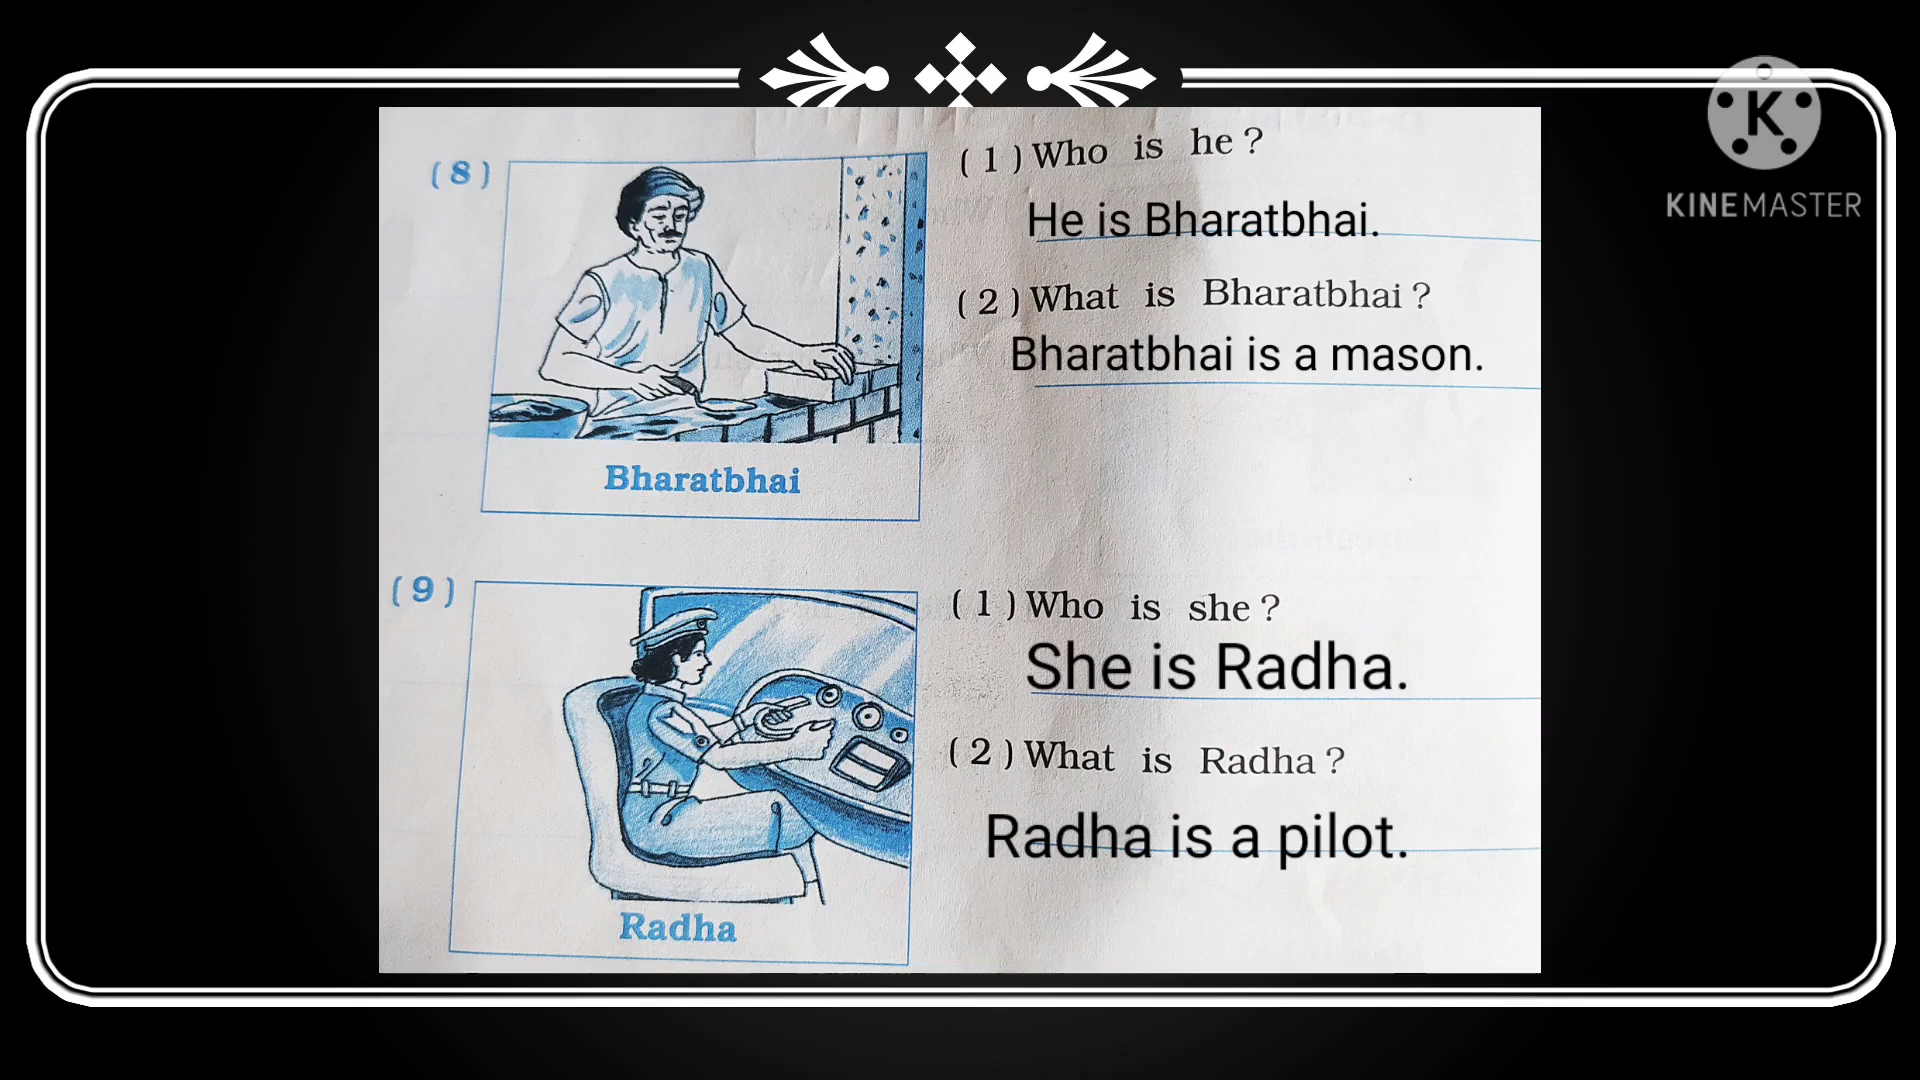 (8)
Bharatbhai
(1) Who is he ?
He is Bharatbhai.
(2) What is Bharatbhai ?
Bharatbhai is a mason.
(9)
Radha
(1) Who is she ?
She is Radha.
(2) What is Radha ?
Radha is a pilot.
K
KINEMASTER